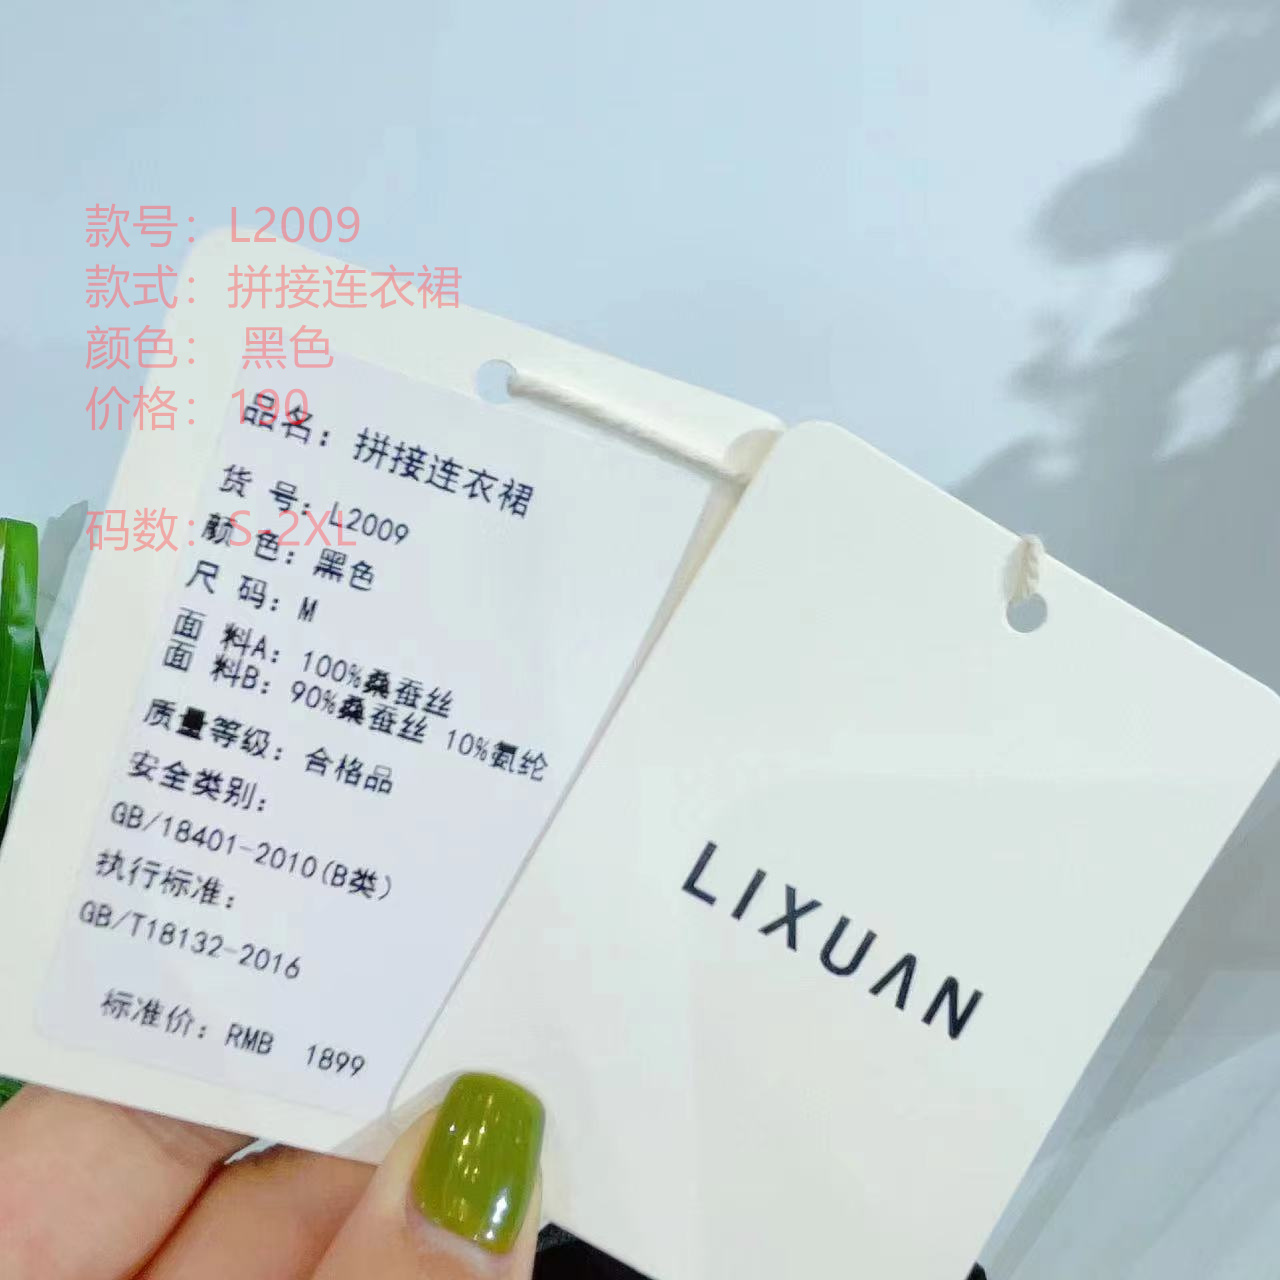 款号：L2009
款式：拼接连衣裙
颜色： 黑色
价格：190
码数：S-2XL
品名：拼接连衣裙
货 号：L2009
颜 色：黑色
尺 码：M
面 料A：100%桑蚕丝
面 料B：90%桑蚕丝 10%氨纶
质量等级：合格品
安全类别：
GB/18401-2010(B类)
执行标准：
GB/T18132-2016
标准价：RMB 1899
LIXUAN